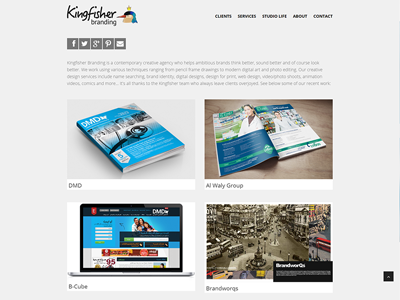 Kingfisher
branding
CLIENTS SERVICES STUDIO LIFE ABOUT CONTACT
Kingfisher Branding is a contemporary creative agency who helps ambitious brands think better, sound better and of course look
better. We work using various techniques ranging from pencil frame drawings to modern digital art and photo editing. Our creative
design services include name searching, brand identity, digital designs, design for print, web design, video/photo shoots, animation
videos, comics and more... it's all thanks to the Kingfisher team who always leave clients overjoyed. See below some of our recent work.
DMD
DMD
Al Waly Group
DMD
BrandworQs
B-Cube
Brandworqs